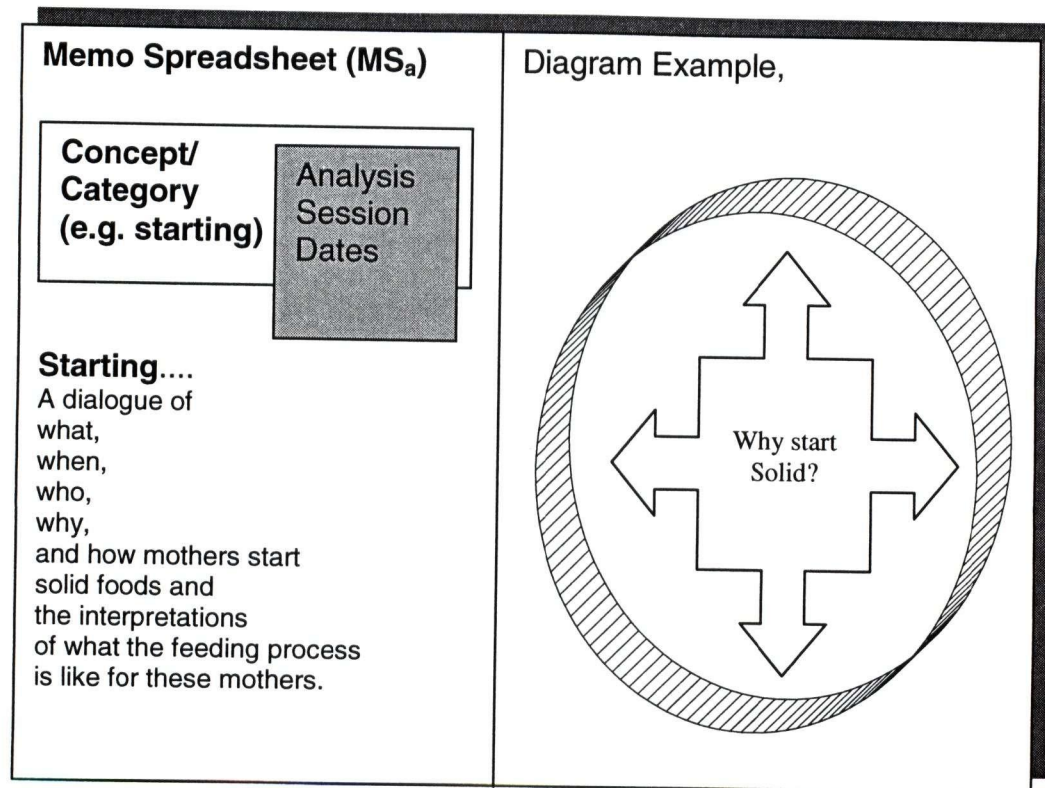 Memo Spreadsheet (MSa)
Concept/
Category
(e.g. starting)
Analysis
Session
Dates
Starting....
A dialogue of
what,
when,
who,
why,
and how mothers start
solid foods and
the interpretations
of what the feeding process
is like for these mothers.
Diagram Example,
Why start
Solid?